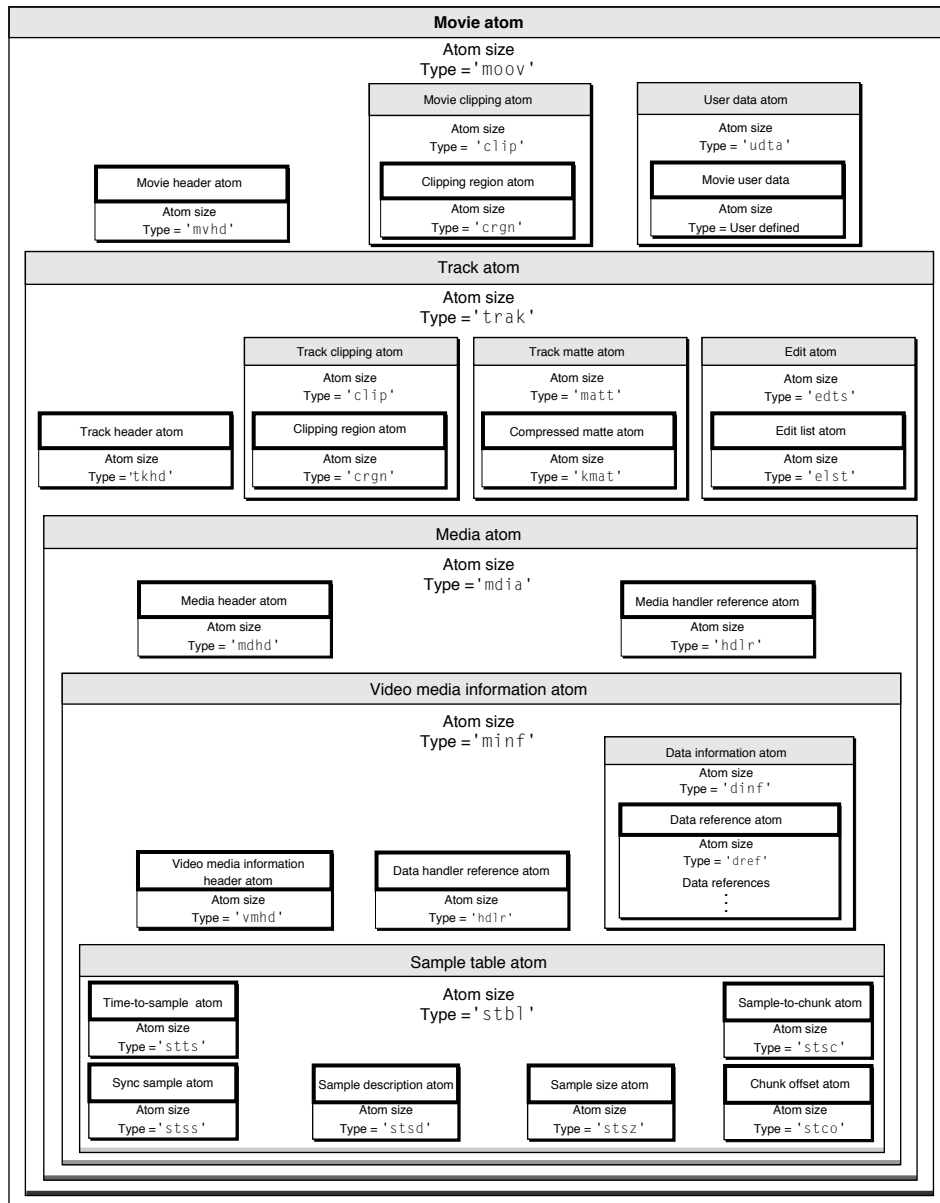 Movie atom
Atom size
Type = 'moov'
Movie clipping atom
Atom size
Type = 'clip'
Clipping region atom
Atom size
Type = 'crgn'
User data atom
Atom size
Type = 'udta'
Movie user data
Atom size
Type = User defined
Movie header atom
Atom size
Type = 'mvhd'
Track atom
Atom size
Type = 'trak'
Track clipping atom
Atom size
Type = 'clip'
Clipping region atom
Atom size
Type = 'crgn'
Track matte atom
Atom size
Type = 'matt'
Compressed matte atom
Atom size
Type = 'kmat'
Edit atom
Atom size
Type = 'edts'
Edit list atom
Atom size
Type = 'elst'
Track header atom
Atom size
Type = 'tkhd'
Media atom
Atom size
Type = 'mdia'
Media header atom
Atom size
Type = 'mdhd'
Media handler reference atom
Atom size
Type = 'hdlr'
Video media information atom
Atom size
Type = 'minf'
Data information atom
Atom size
Type = 'dinf'
Data reference atom
Atom size
Type = 'dref'
Data references
Video media information
header atom
Atom size
Type = 'vmhd'
Data handler reference atom
Atom size
Type = 'hdlr'
Sample table atom
Atom size
Type = 'stbl'
Time-to-sample atom
Atom size
Type = 'stts'
Sample-to-chunk atom
Atom size
Type = 'stsc'
Sync sample atom
Atom size
Type = 'stss'
Sample description atom
Atom size
Type = 'stsd'
Sample size atom
Atom size
Type = 'stsz'
Chunk offset atom
Atom size
Type = 'stco'